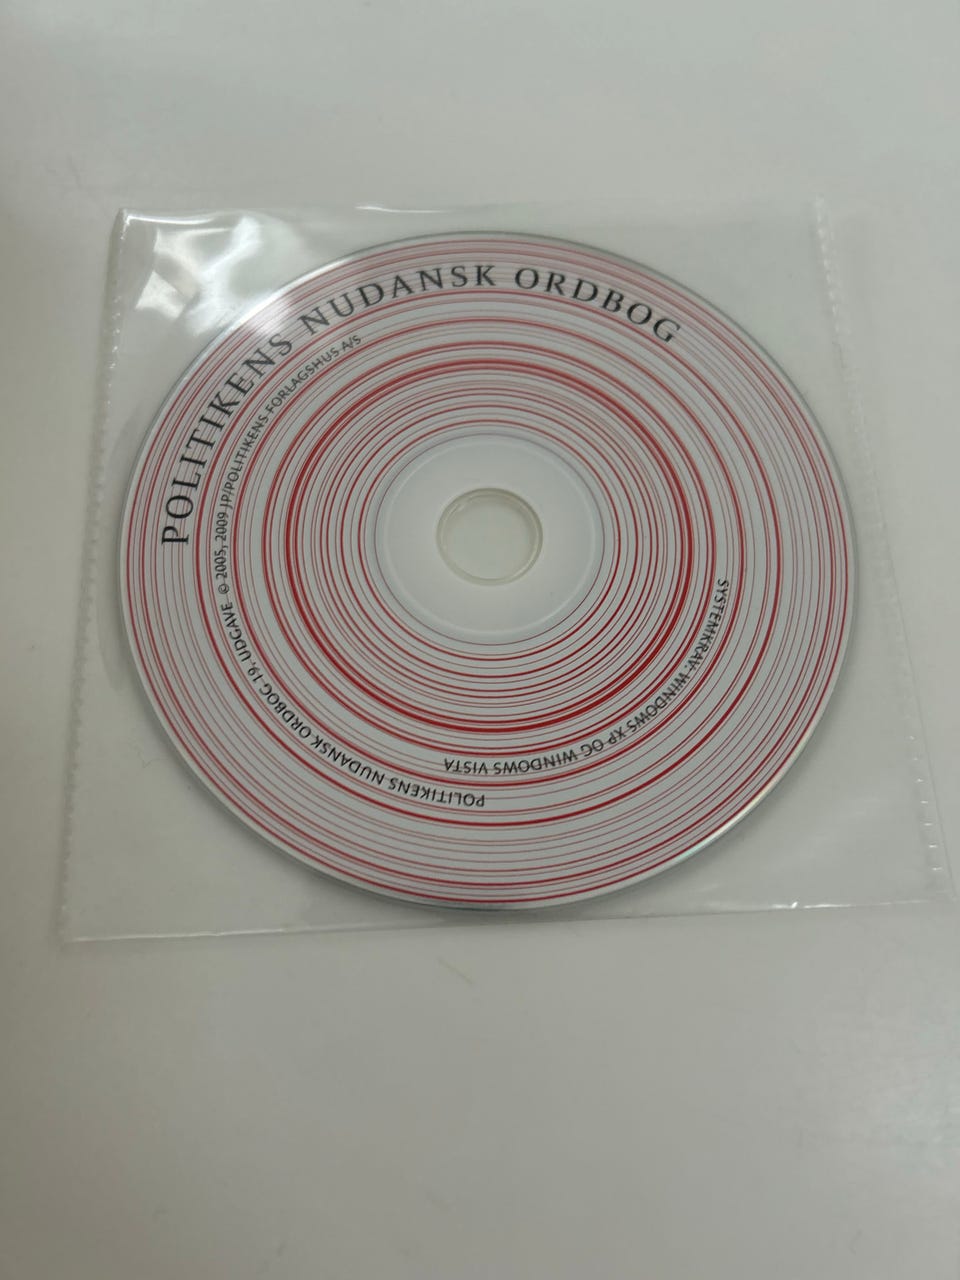 POLITIKENS NUDANSK ORDBOG
POLITIKENS NUDANSK ORDBOG 19. UDGAVE © 2005, 2009 JP/POLITIKENS FORLAGSHUS A/S
SYSTEMKRAV: WINDOWS XP OG WINDOWS VISTA